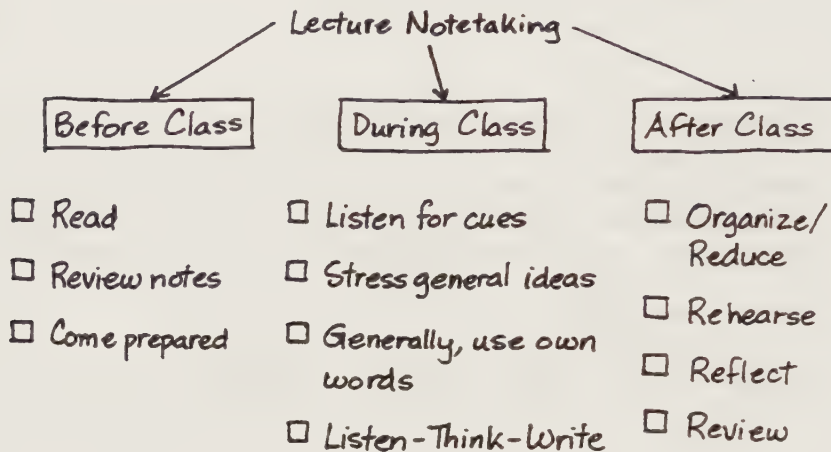 Lecture Notetaking
Before Class
During Class
After Class
Read
Review notes
Come prepared
Listen for cues
Stress general ideas
Generally, use own
words
Listen-Think-Write
Organize/
Reduce
Rehearse
Reflect
Review